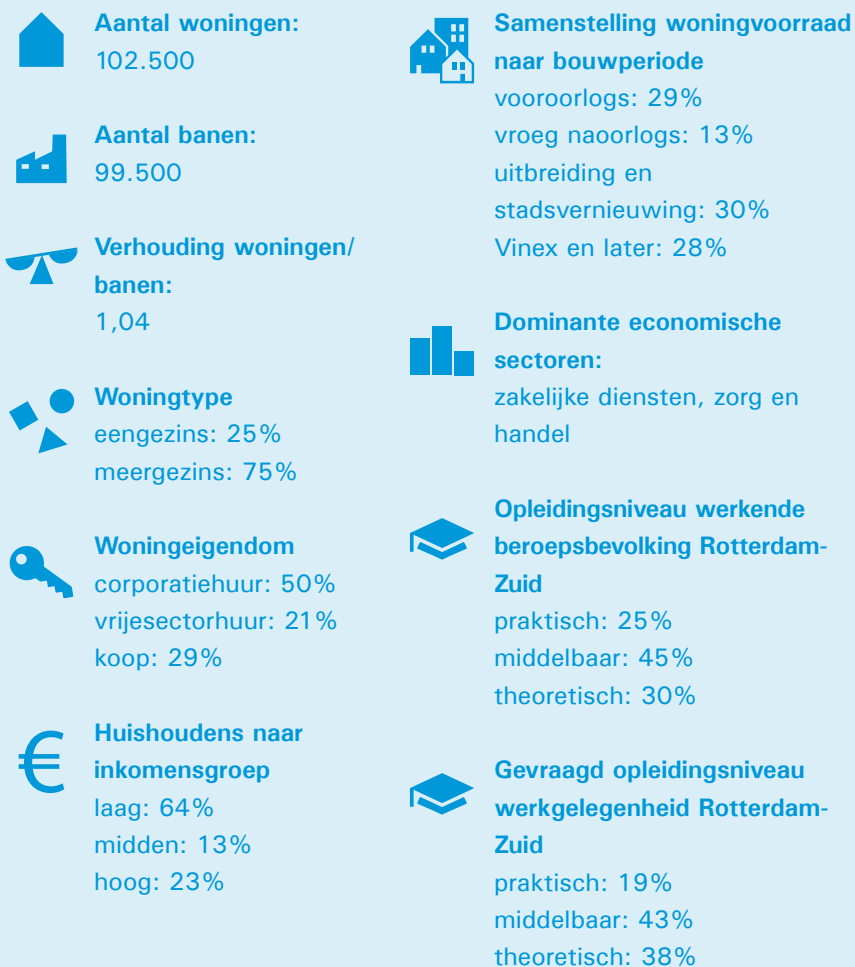 Aantal woningen:
102.500
Aantal banen:
99.500
Verhouding woningen/
banen:
1,04
Woningtype
eengezins: 25%
meergezins: 75%
Woningeigendom
corporatiehuur: 50%
vrijesectorhuur: 21%
koop: 29%
€
Huishoudens naar
inkomensgroep
laag: 64%
midden: 13%
hoog: 23%
Samenstelling woningvoorraad
naar bouwperiode
vooroorlogs: 29%
vroeg naoorlogs: 13%
uitbreiding en
stadsvernieuwing: 30%
Vinex en later: 28%
Dominante economische
sectoren:
zakelijke diensten, zorg en
handel
Opleidingsniveau werkende
beroepsbevolking Rotterdam-
Zuid
praktisch: 25%
middelbaar: 45%
theoretisch: 30%
Gevraagd opleidingsniveau
werkgelegenheid Rotterdam-
Zuid
praktisch: 19%
middelbaar: 43%
theoretisch: 38%